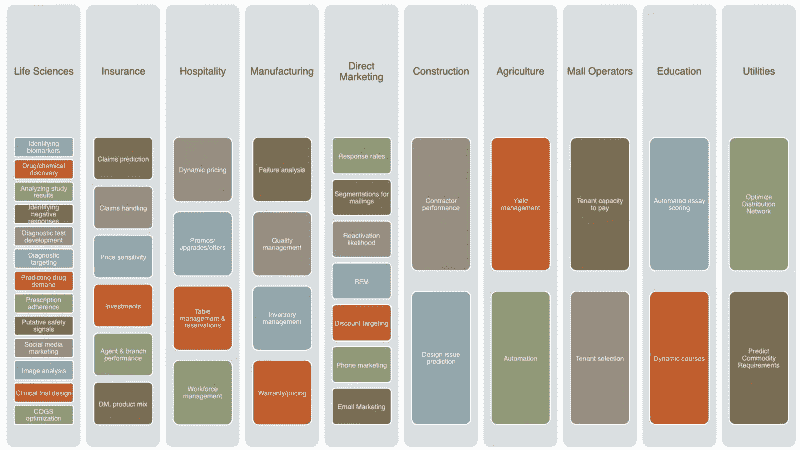 Life Sciences
Identifying
biomarkers
Drug/chemical
discovery
Analyzing study
results
Identifying
negative
responses
Diagnostic test
development
Diagnostic
targeting
Predicting drug
demand
Prescription
adherence
Putative safety
signals
Social media
marketing
Image analysis
Clinical trial design
COGS
optimization
Insurance
Claims prediction
Claims handling
Price sensitivity
Investments
Agent & branch
performance
DM, product mix
Hospitality
Dynamic pricing
Promos/
upgrades/offers
Table
management &
reservations
Workforce
management
Manufacturing
Failure analysis
Quality
management
Inventory
management
Warranty/pricing
Direct
Marketing
Response rates
Segmentations for
mailings
Reactivation
likelihood
RFM
Discount targeting
Phone marketing
Email Marketing
Construction
Contractor
performance
Design issue
prediction
Agriculture
Yield
management
Automation
Mall Operators
Tenant capacity
to pay
Tenant selection
Education
Automated essay
scoring
Dynamic courses
Utilities
Optimize
Distribution
Network
Predict
Commodity
Requirements